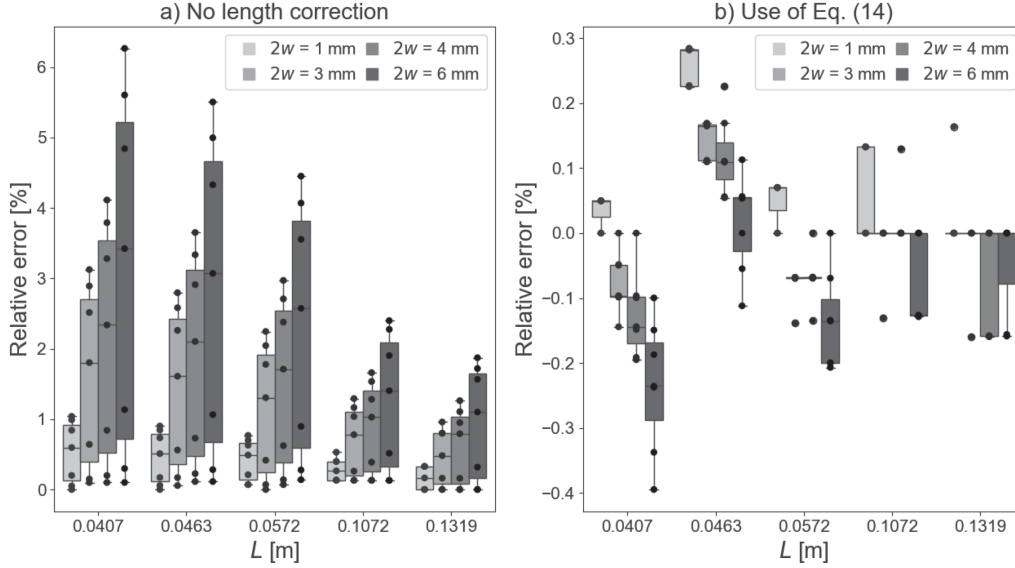 a) No length correction
2w = 1 mm 2w = 4 mm
2w = 3 mm 2w = 6 mm
Relative error [%]
6
5
4
3
2
1
0
0.0407 0.0463 0.0572 0.1072 0.1319
L [m]
b) Use of Eq. (14)
2w = 1 mm 2w = 4 mm
2w = 3 mm 2w = 6 mm
Relative error [%]
0.3
0.2
0.1
0.0
−0.1
−0.2
−0.3
−0.4
0.0407 0.0463 0.0572 0.1072 0.1319
L [m]